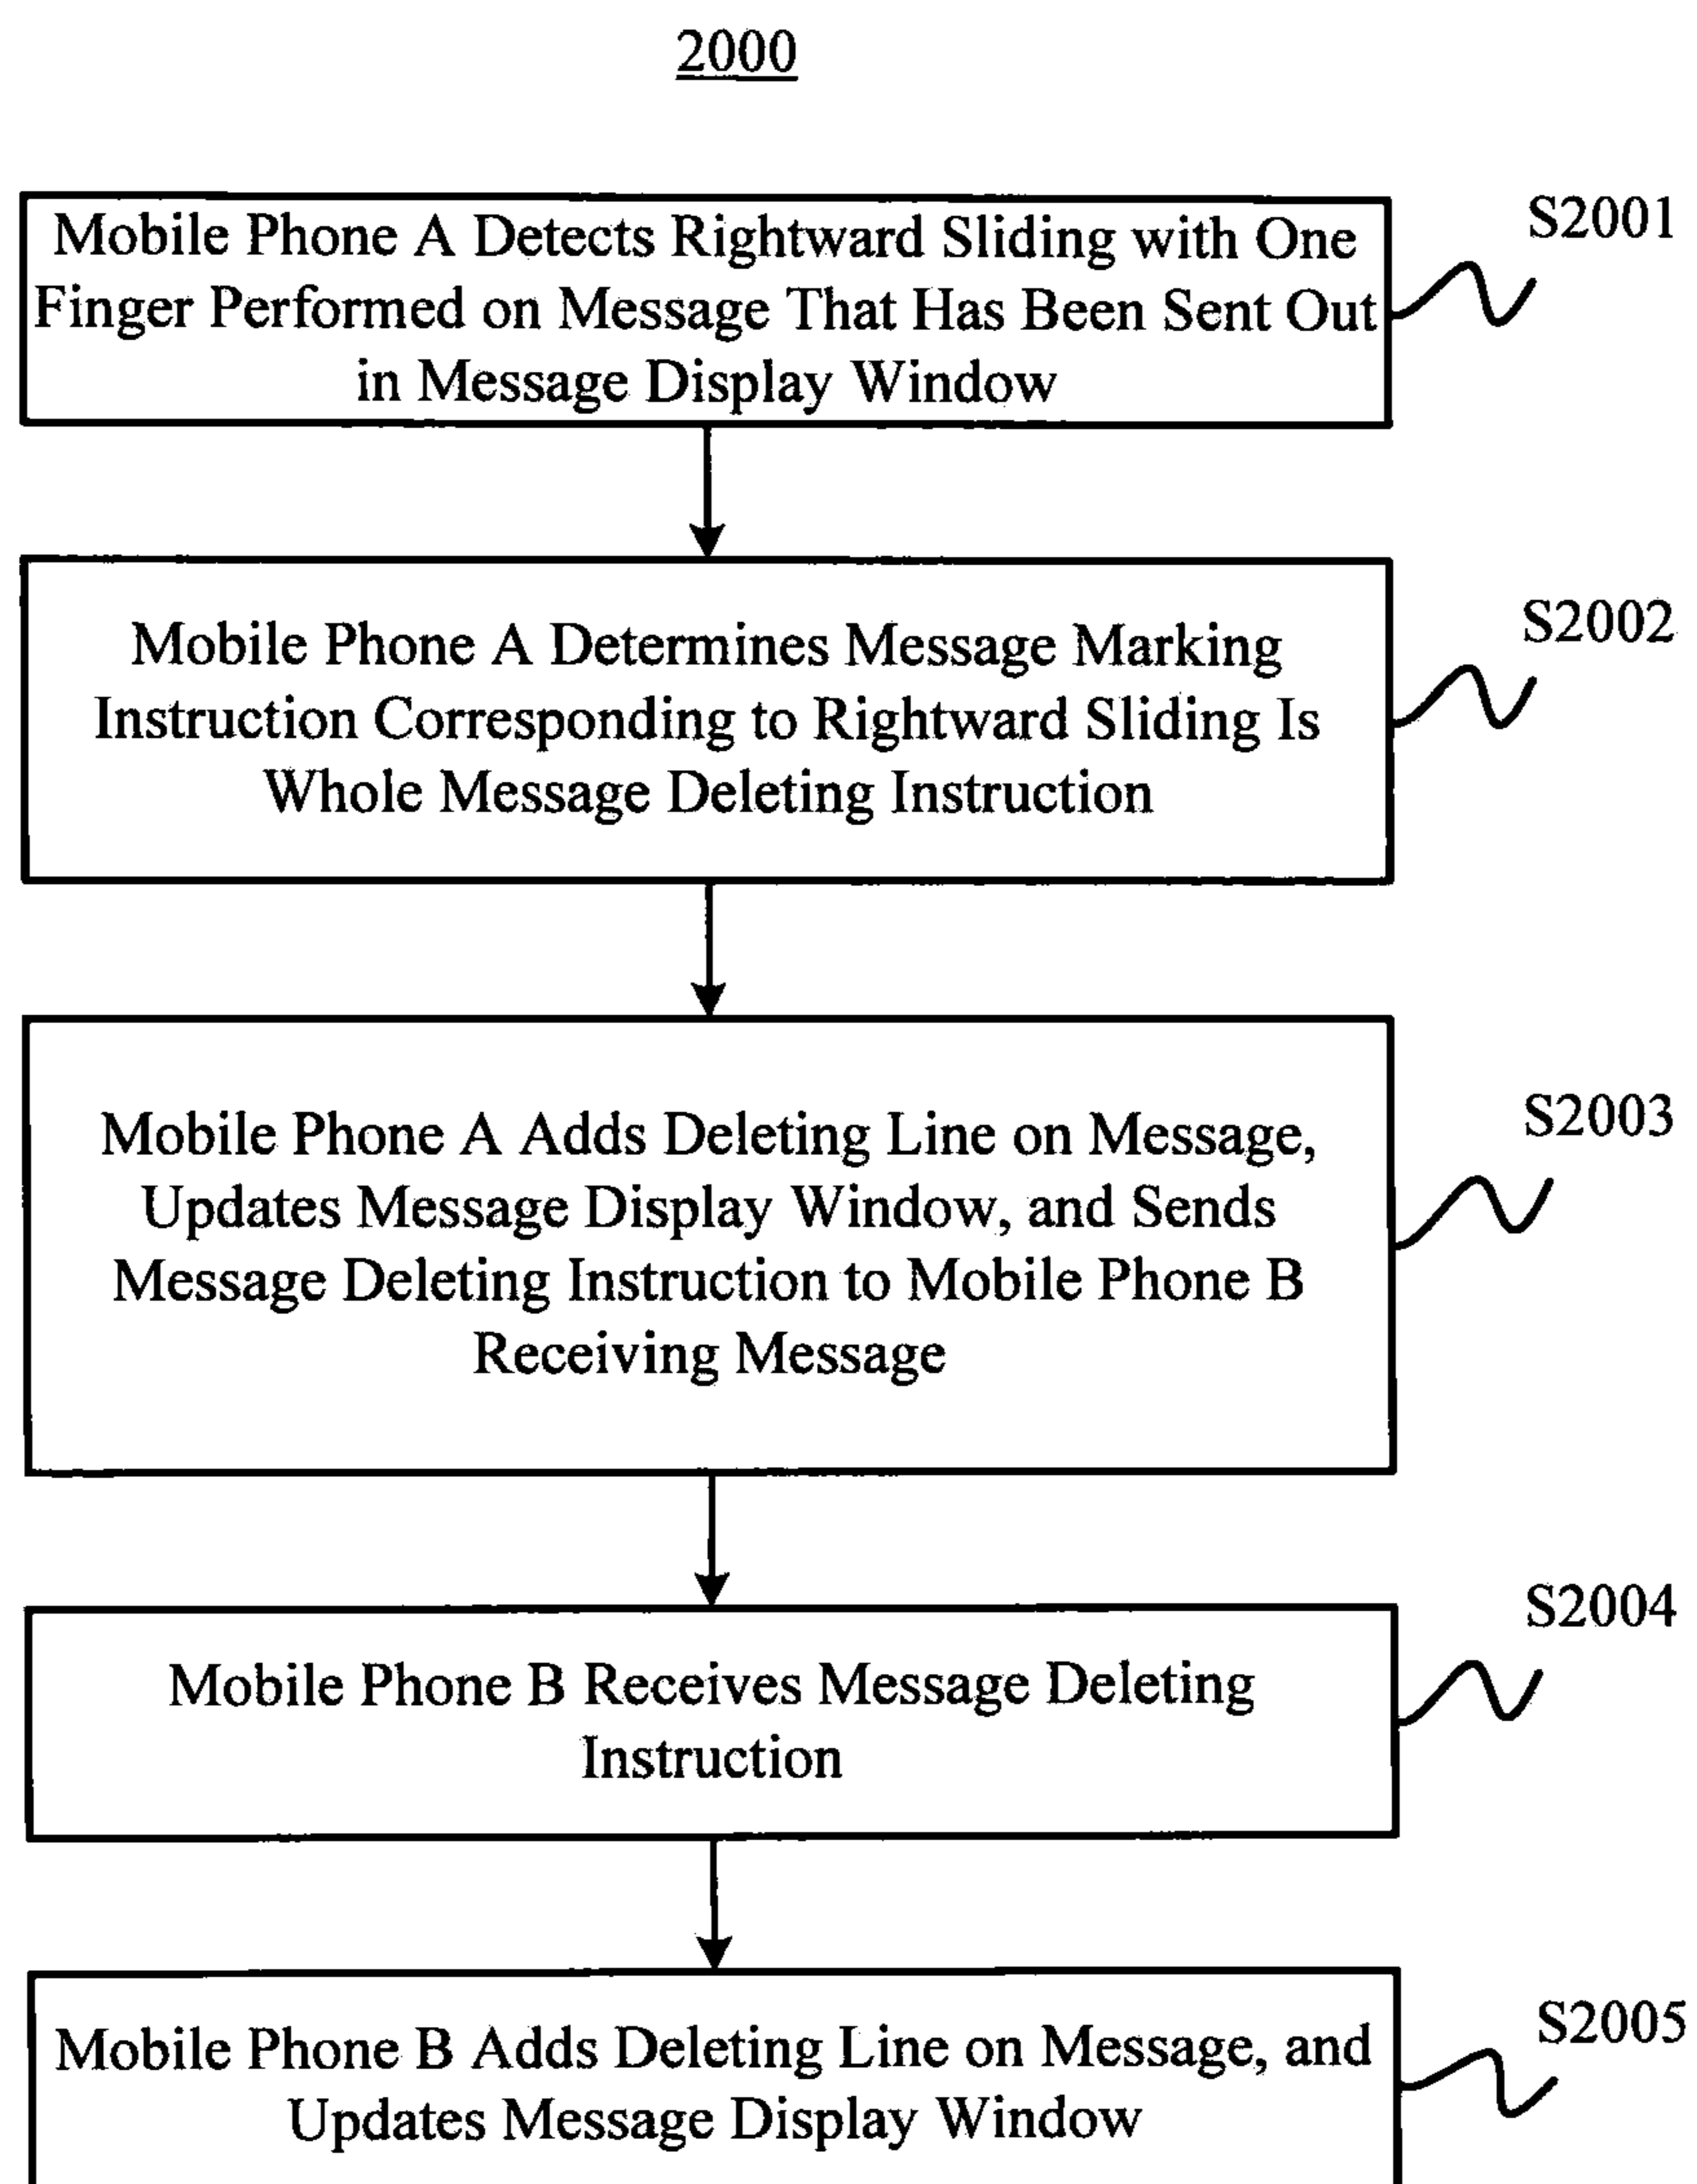 2000
Mobile Phone A Detects Rightward Sliding with One
Finger Performed on Message That Has Been Sent Out
in Message Display Window
S2001
Mobile Phone A Determines Message Marking
Instruction Corresponding to Rightward Sliding Is
Whole Message Deleting Instruction
S2002
Mobile Phone A Adds Deleting Line on Message,
Updates Message Display Window, and Sends
Message Deleting Instruction to Mobile Phone B
Receiving Message
S2003
Mobile Phone B Receives Message Deleting
Instruction
S2004
Mobile Phone B Adds Deleting Line on Message, and
Updates Message Display Window
S2005